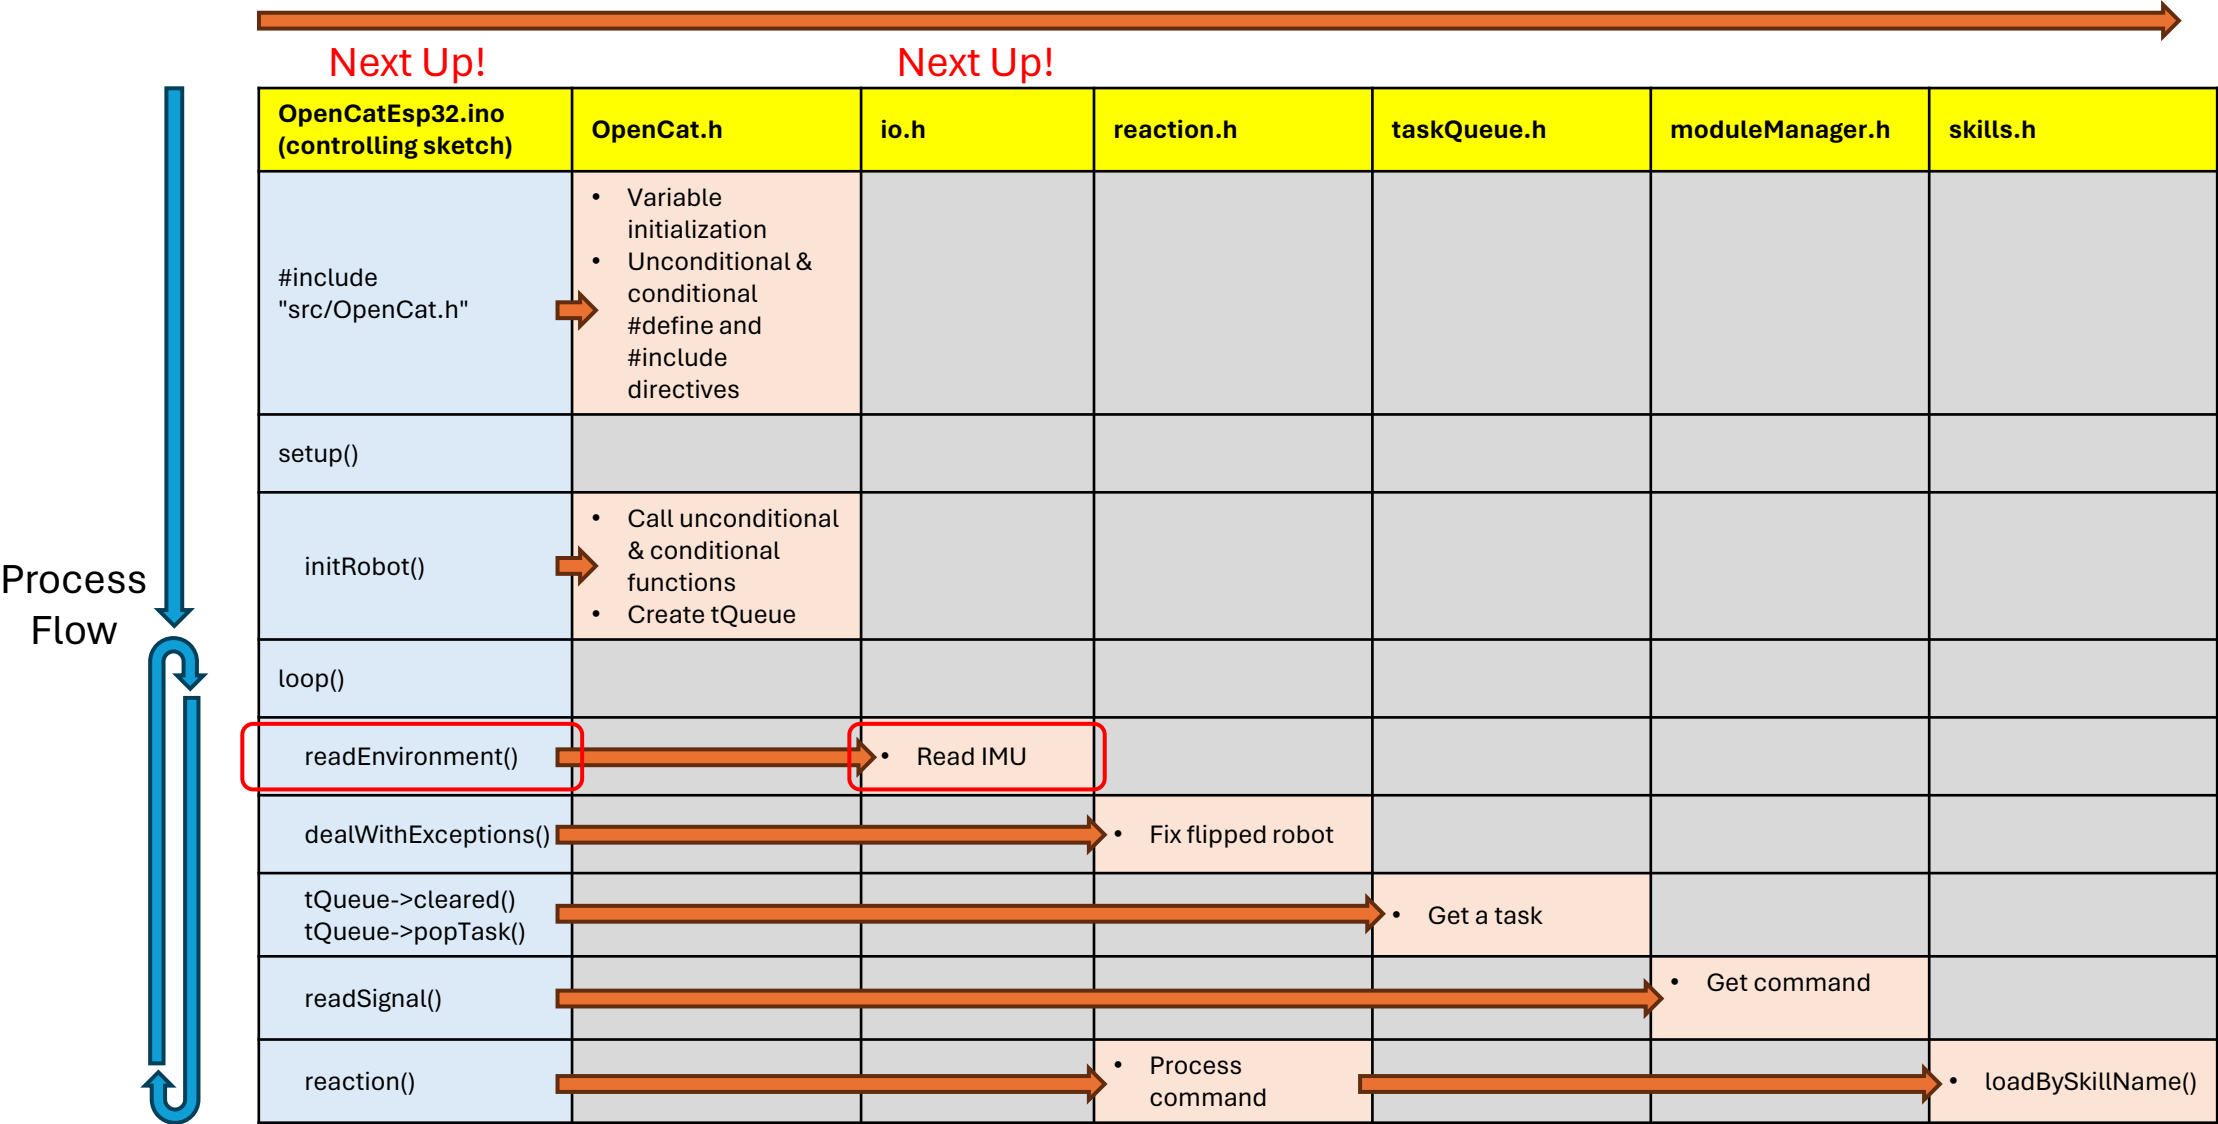 Next Up!
Next Up!
OpenCatEsp32.ino
(controlling sketch)
OpenCat.h
io.h
reaction.h
taskQueue.h
moduleManager.h
skills.h
#include
"src/OpenCat.h"
• Variable
initialization
• Unconditional &
conditional
#define and
#include
directives
setup()
initRobot()
• Call unconditional
& conditional
functions
• Create tQueue
Process
Flow
loop()
readEnvironment()
• Read IMU
dealWithExceptions()
• Fix flipped robot
tQueue->cleared()
tQueue->popTask()
• Get a task
readSignal()
• Get command
reaction()
• Process
command
• loadBySkillName()